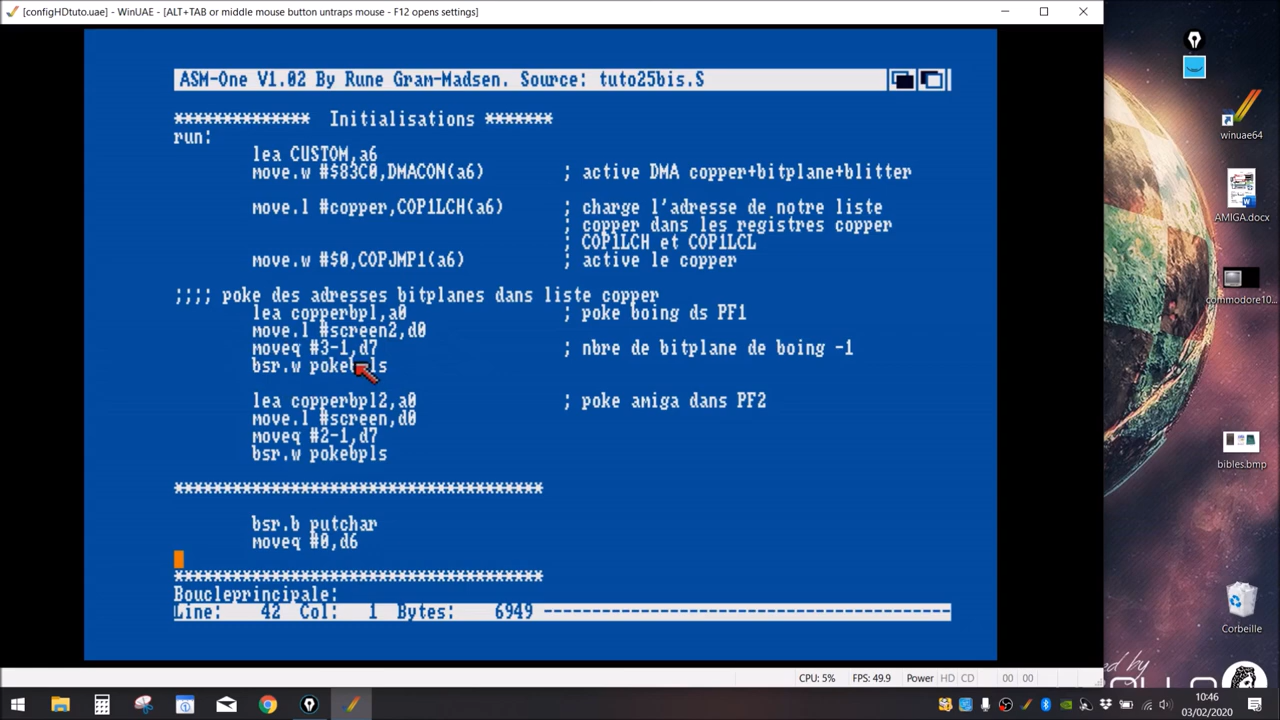 [configHDtuto.uae] - WinUAE - [ALT+TAB or middle mouse button untraps mouse - F12 opens settings]
ASM-One V1.02 By Rune Gram-Madsen. Source: tuto25bis.S
************** Initialisations *******
run:
lea CUSTOM,a6
move.w #$83C0,DMACON(a6) ; active DMA copper+bitplane+blitter
move.l #copper,COP1LCH(a6) ; charge l'adresse de notre liste
; copper dans les registres copper
; COP1LCH et COP1LCL
move.w #$0,COPJMP1(a6) ; active le copper
;;;; poke des adresses bitplanes dans liste copper
lea copperbpl,a0 ; poke boing ds PF1
move.l #screen2,d0
moveq #3-1,d7 ; nbre de bitplane de boing -1
bsr.w pokebpls
lea copperbpl2,a0 ; poke amiga dans PF2
move.l #screen,d0
moveq #2-1,d7
bsr.w pokebpls
**************************************
bsr.b putchar
moveq #0,d6
**************************************
Boucleprincipale:
Line: 42 Col: 1 Bytes: 6949 ------------------------------------------
CPU: 5% FPS: 49.9 Power HD CD 00 00
winuae64
AMIGA.docx
commodore10...
bibles.bmp
Corbeille
ed by
10:46
03/02/2020